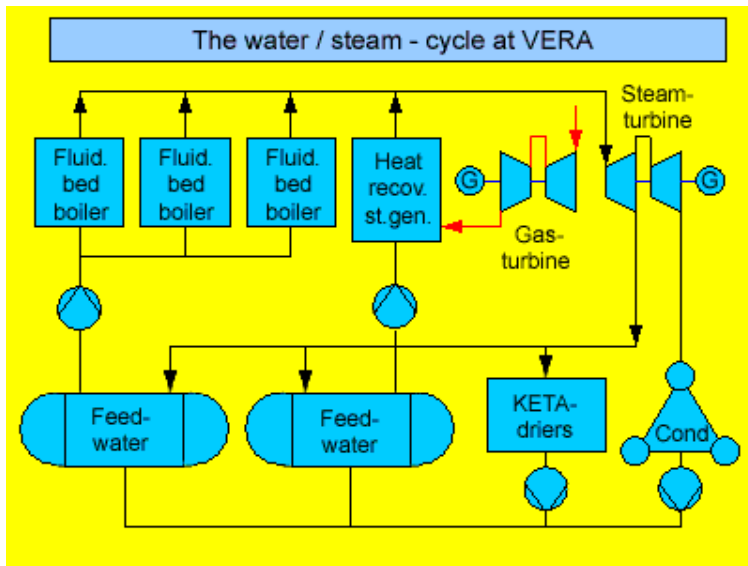 The water / steam - cycle at VERA
Steam-
turbine
Fluid.
bed
boiler
Fluid.
bed
boiler
Fluid.
bed
boiler
Heat
recov.
st.gen.
G
G
Gas-
turbine
Feed-
water
Feed-
water
KETA-
driers
Cond